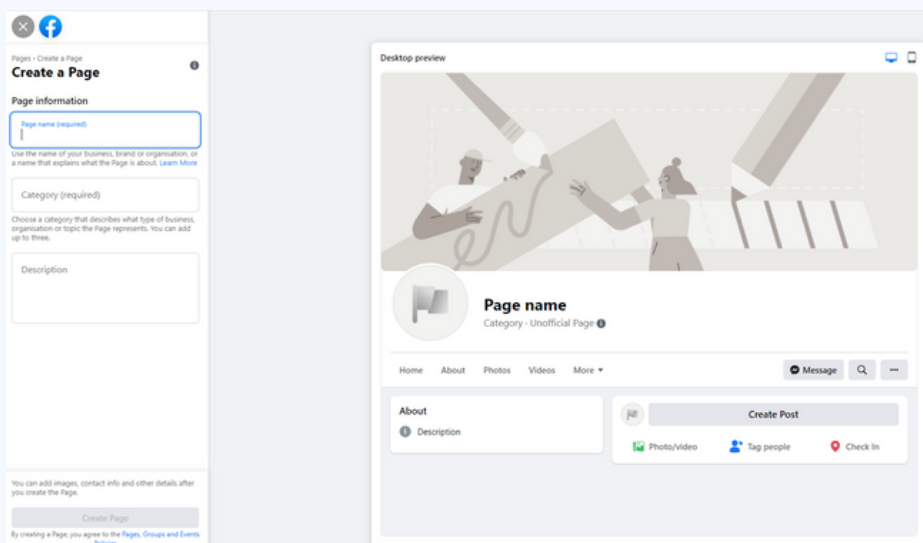 Pages › Create a Page
Create a Page
Page information
Page name (required)
Use the name of your business, brand or organisation, or
a name that explains what the Page is about. Learn More
Category (required)
Choose a category that describes what type of business,
organisation or topic the Page represents. You can add
up to three.
Description
You can add images, contact info and other details after
you create the Page.
Create Page
By creating a Page, you agree to the Pages, Groups and Events
Policies
Desktop preview
Page name
Category · Unofficial Page
Home About Photos Videos More
Message
About
Description
Create Post
Photo/video Tag people Check In